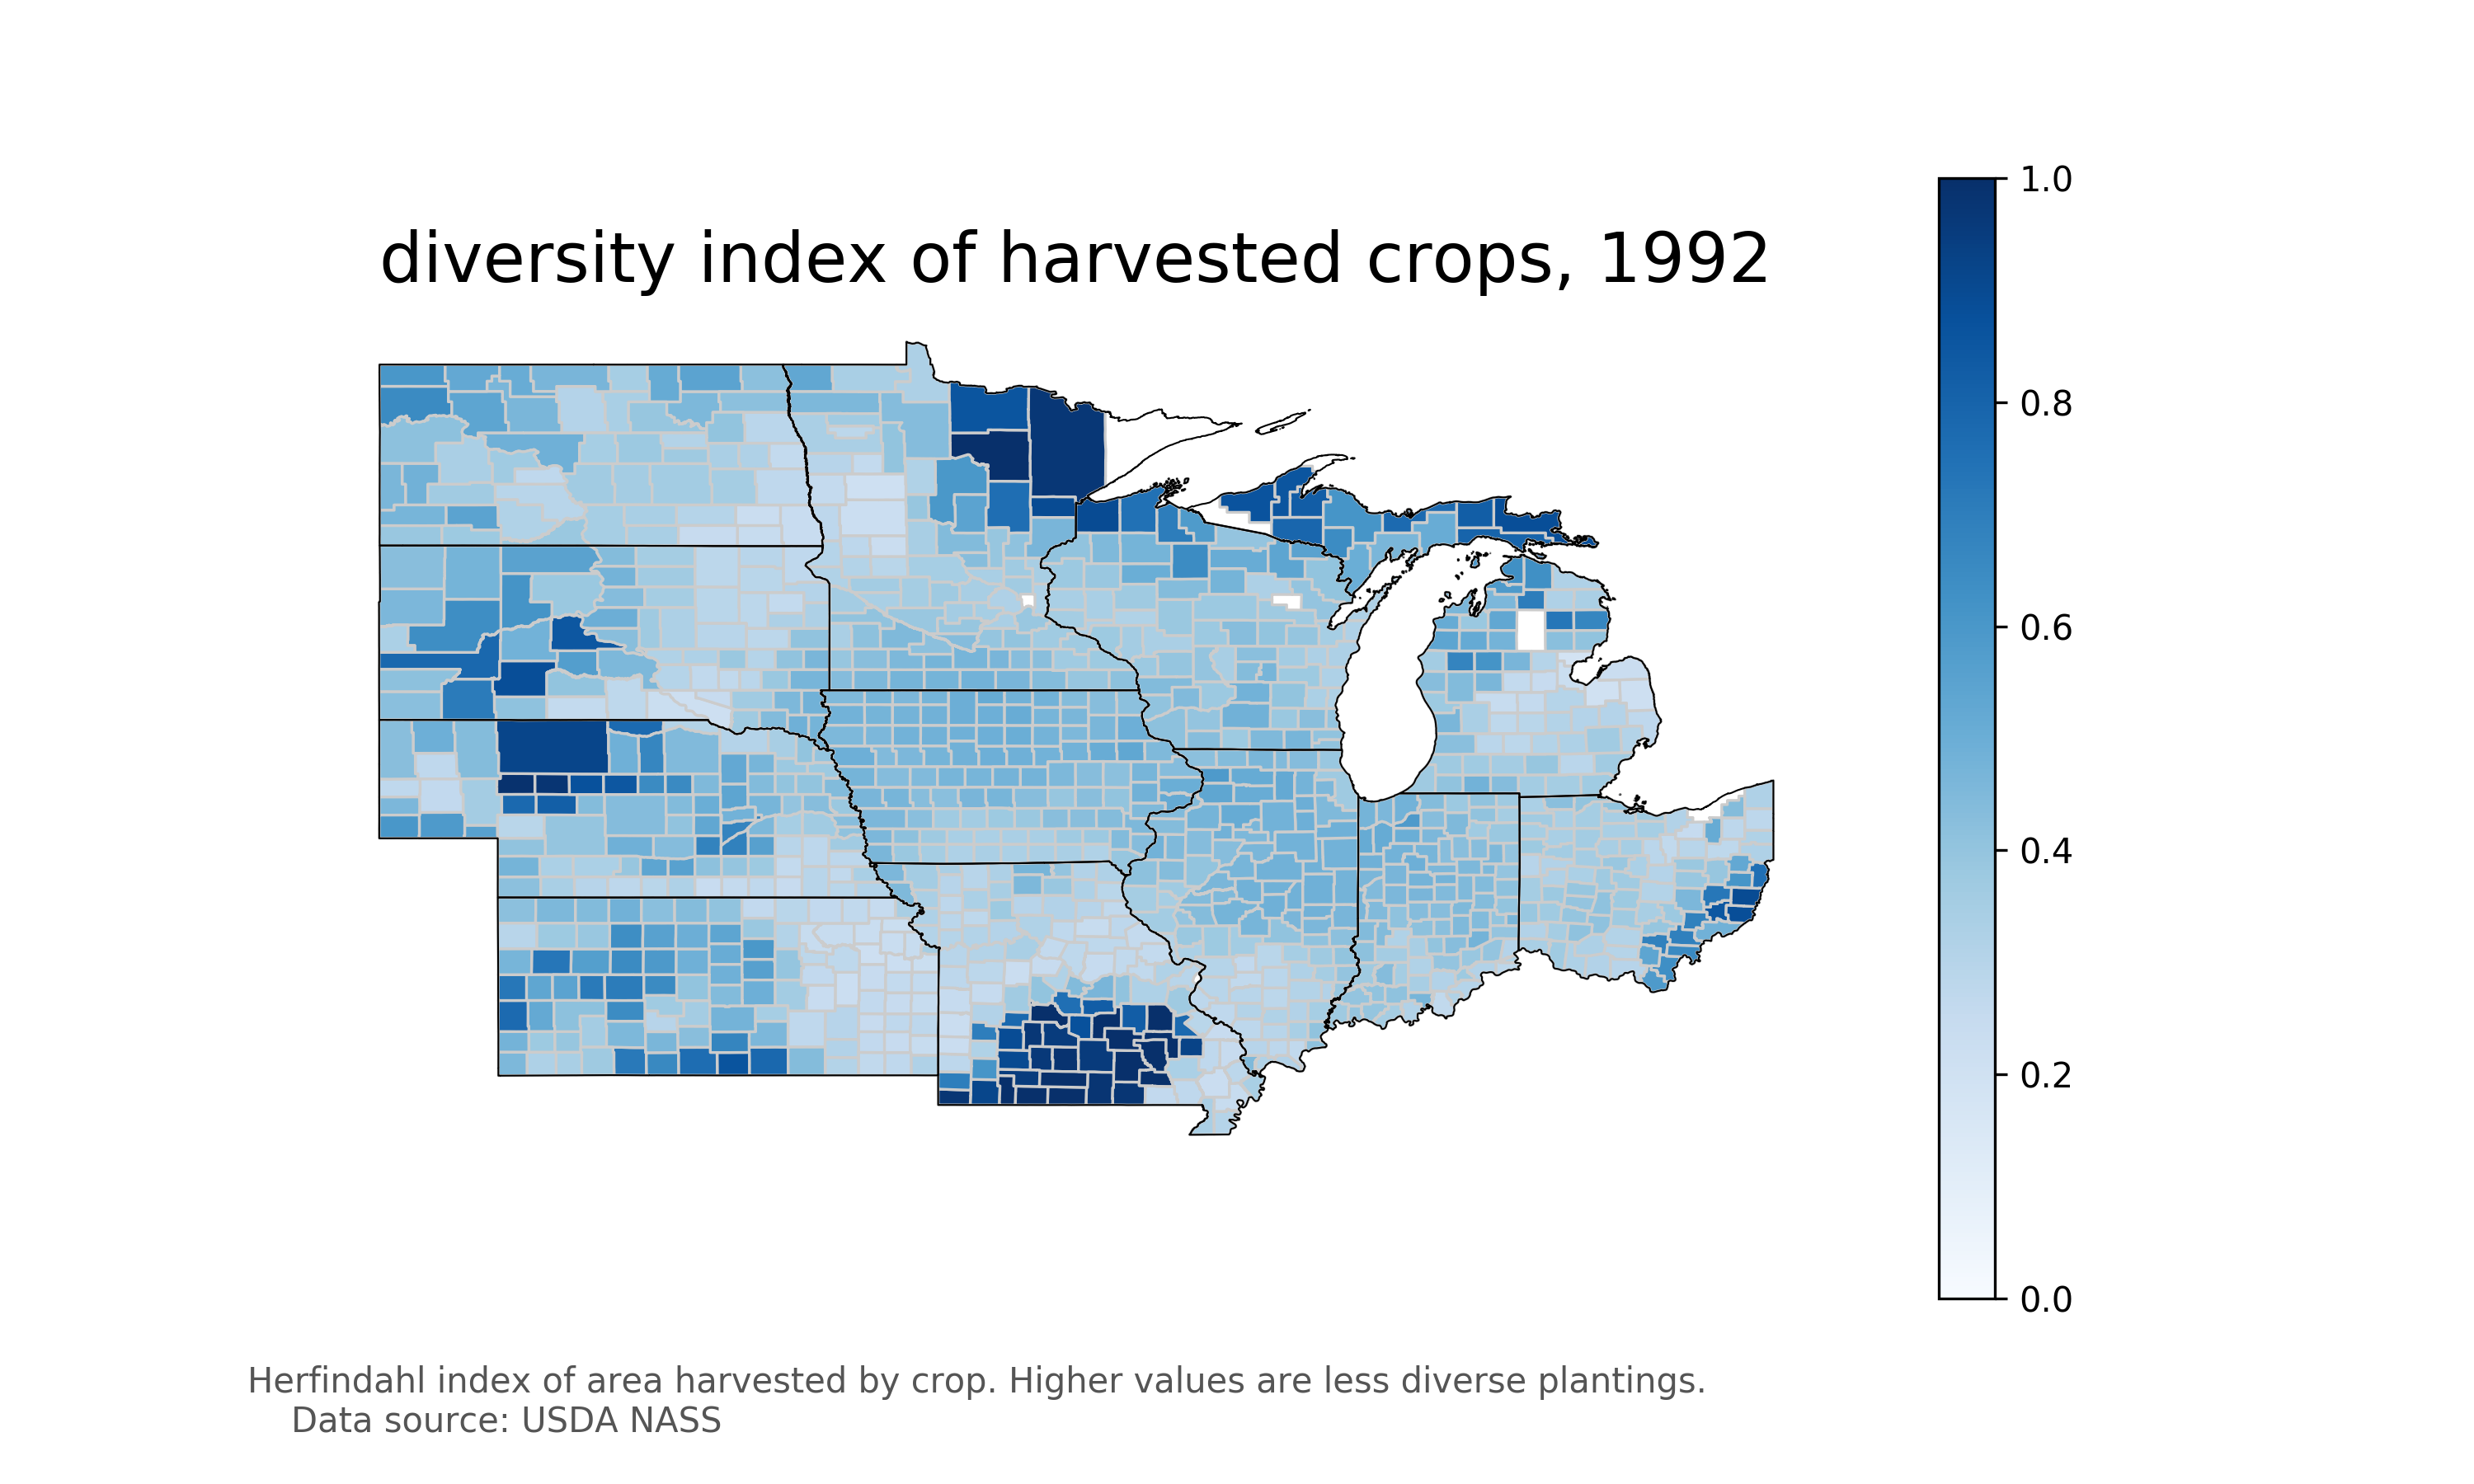 diversity index of harvested crops, 1992
1.0
0.8
0.6
0.4
0.2
0.0
Herfindahl index of area harvested by crop. Higher values are less diverse plantings.
Data source: USDA NASS